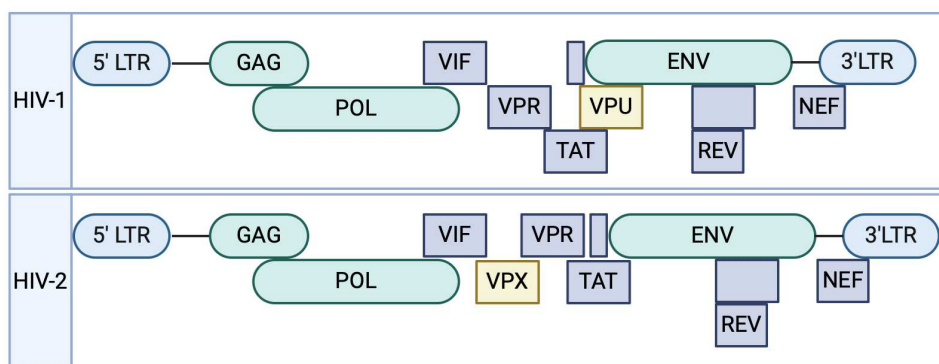 HIV-1
5' LTR
GAG
POL
VIF
VPR
TAT
VPU
ENV
REV
NEF
3'LTR
HIV-2
5' LTR
GAG
POL
VIF
VPX
VPR
TAT
ENV
REV
NEF
3'LTR